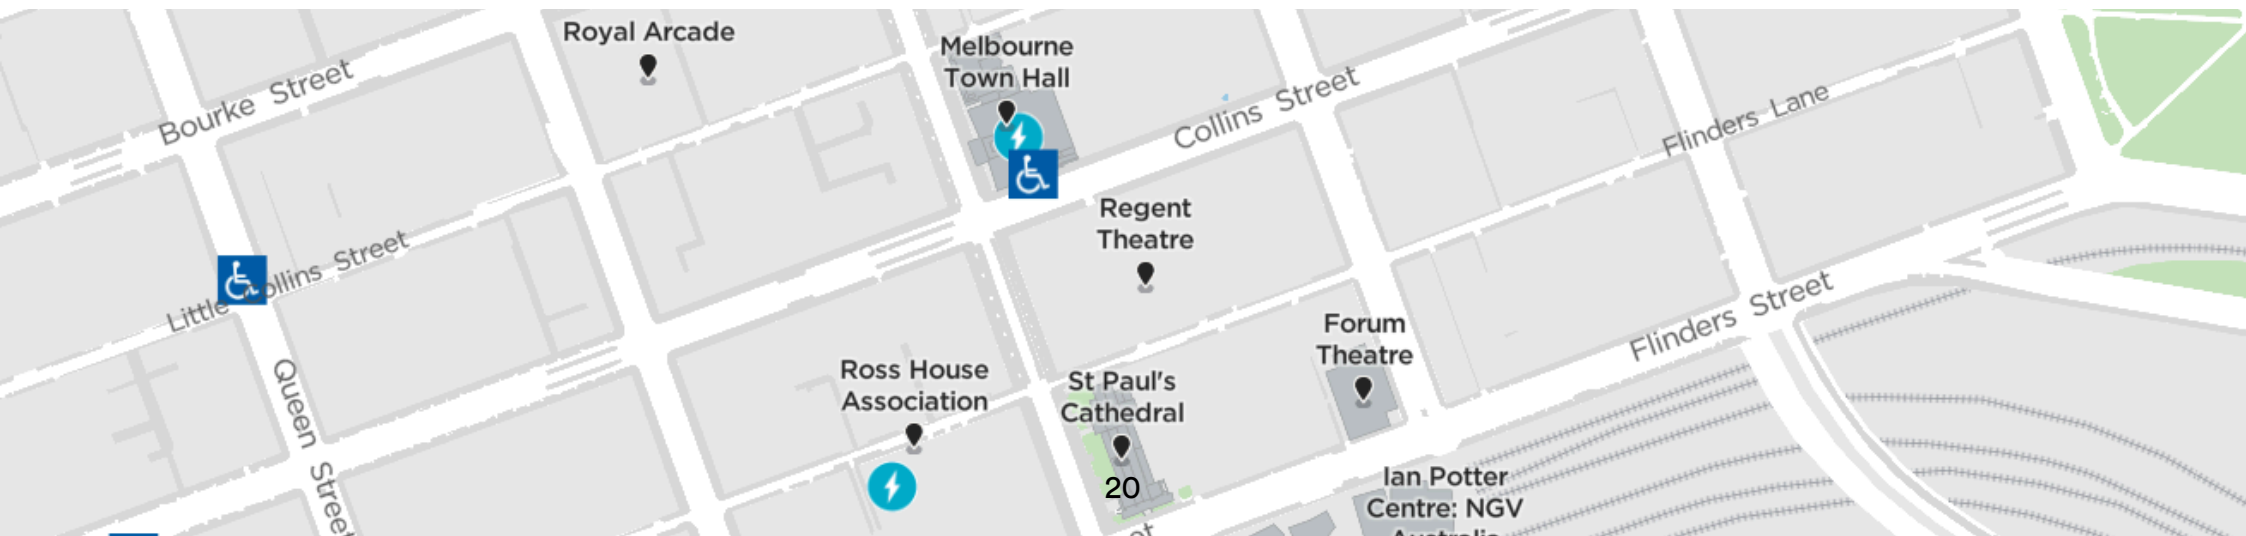 Royal Arcade
Melbourne
Town Hall
Bourke Street
Collins Street
Flinders Lane
Regent
Theatre
Little Collins Street
Flinders Street
Forum
Theatre
Ross House
Association
St Paul's
Cathedral
Queen Street
20
Ian Potter
Centre: NGV